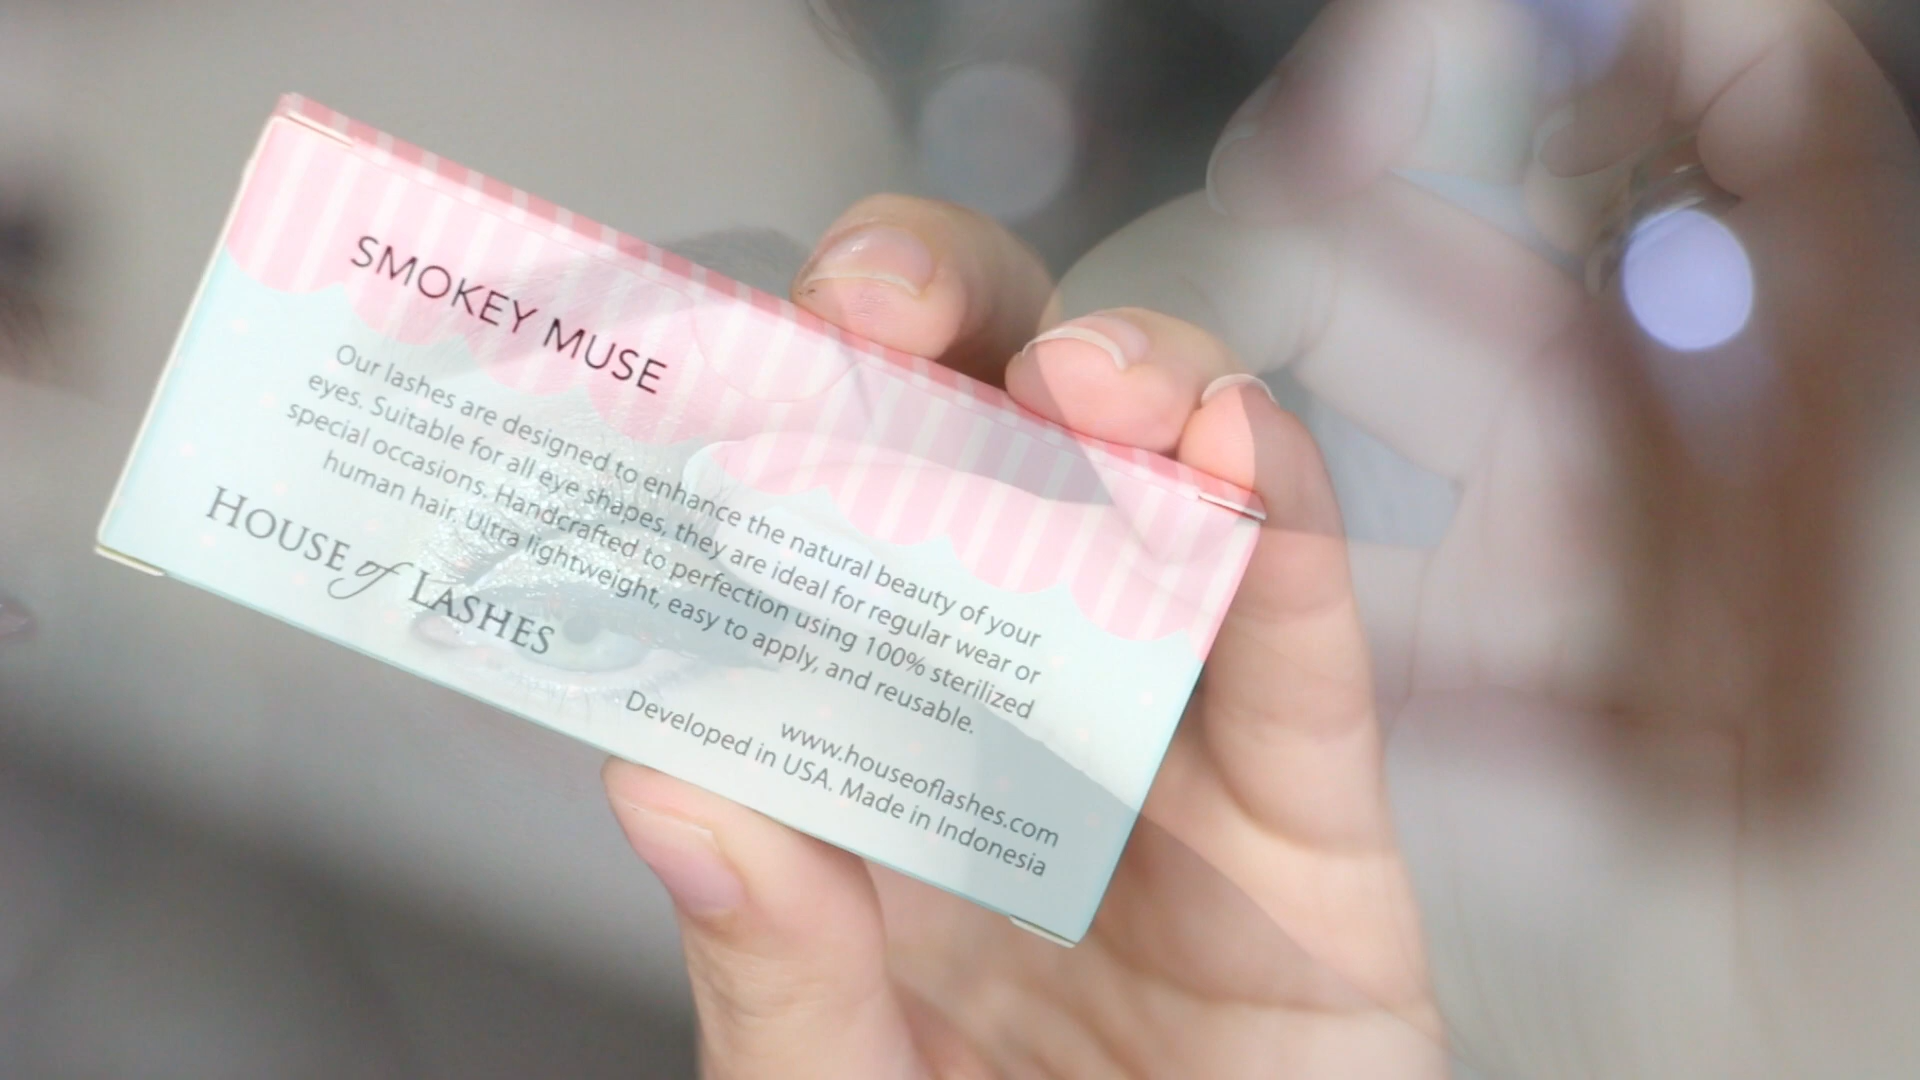 SMOKEY MUSE
Our lashes are designed to enhance the natural beauty of your
eyes. Suitable for all eye shapes, they are ideal for regular wear or
special occasions. Handcrafted to perfection using 100% sterilized
human hair. Ultra lightweight, easy to apply, and reusable.
HOUSE of LASHES
www.houseoflashes.com
Developed in USA. Made in Indonesia